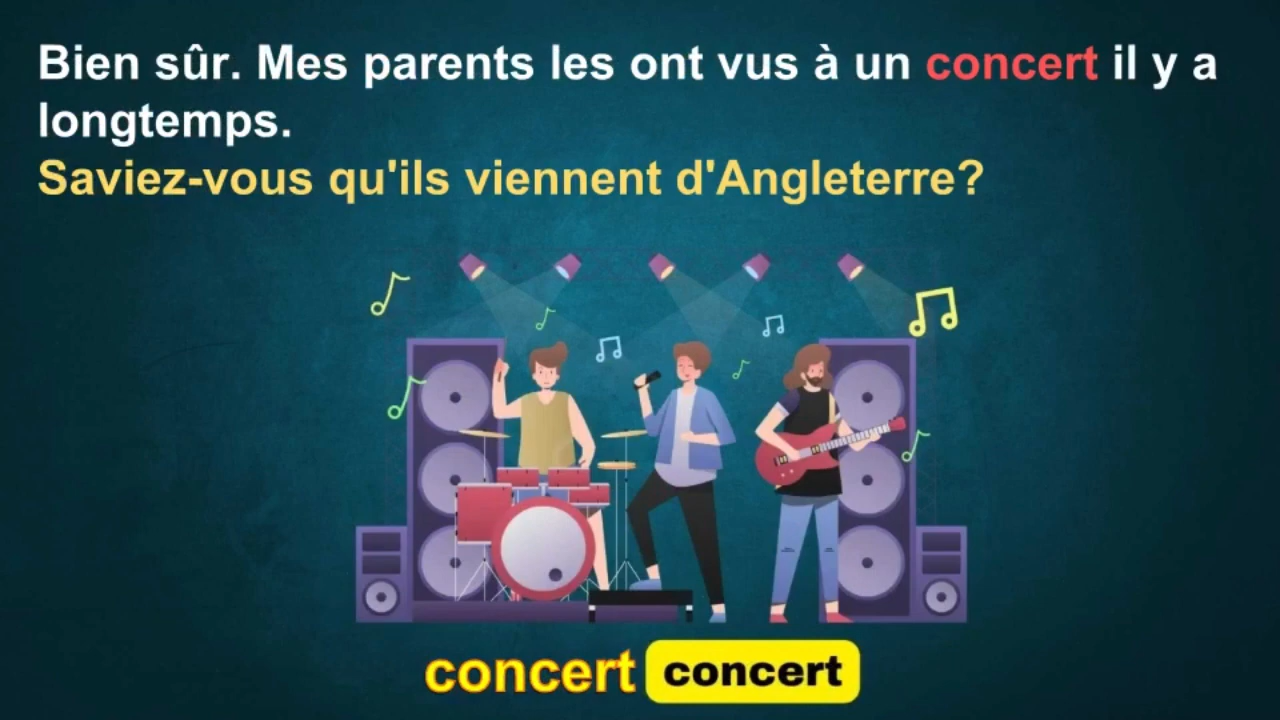 Bien sûr. Mes parents les ont vus à un concert il y a
longtemps.
Saviez-vous qu'ils viennent d'Angleterre?
concert concert